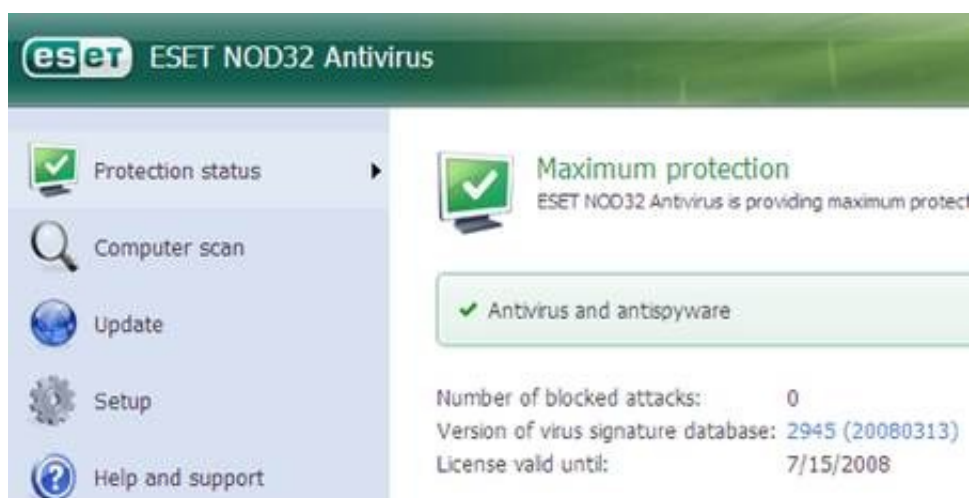 eseT ESET NOD32 Antivirus
Protection status
Computer scan
Update
Setup
Help and support
Maximum protection
ESET NOD32 Antivirus is providing maximum protect
Antivirus and antispyware
Number of blocked attacks: 0
Version of virus signature database: 2945 (20080313)
License valid until: 7/15/2008